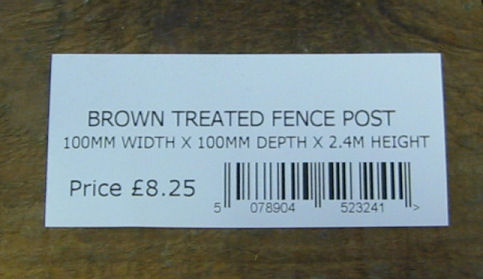 BROWN TREATED FENCE POST
100MM WIDTH X 100MM DEPTH X 2.4M HEIGHT
Price £8.25
5 078904 523241 >